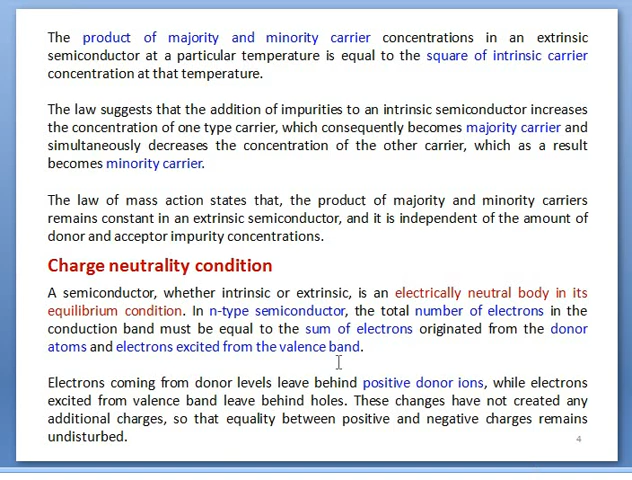 The product of majority and minority carrier concentrations in an extrinsic
semiconductor at a particular temperature is equal to the square of intrinsic carrier
concentration at that temperature.
The law suggests that the addition of impurities to an intrinsic semiconductor increases
the concentration of one type carrier, which consequently becomes majority carrier and
simultaneously decreases the concentration of the other carrier, which as a result
becomes minority carrier.
The law of mass action states that, the product of majority and minority carriers
remains constant in an extrinsic semiconductor, and it is independent of the amount of
donor and acceptor impurity concentrations.
Charge neutrality condition
A semiconductor, whether intrinsic or extrinsic, is an electrically neutral body in its
equilibrium condition. In n-type semiconductor, the total number of electrons in the
conduction band must be equal to the sum of electrons originated from the donor
atoms and electrons excited from the valence band.
Electrons coming from donor levels leave behind positive donor ions, while electrons
excited from valence band leave behind holes. These changes have not created any
additional charges, so that equality between positive and negative charges remains
undisturbed.
4